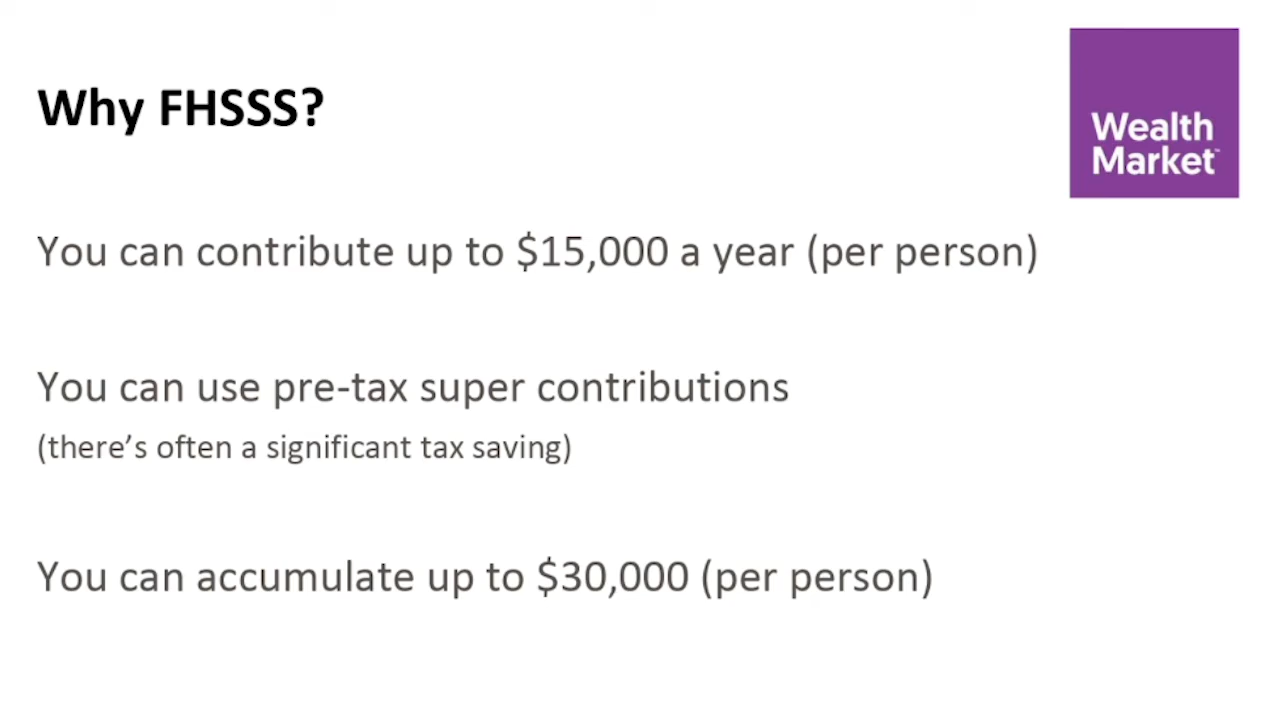 Why FHSSS?
Wealth
Market™
You can contribute up to $15,000 a year (per person)
You can use pre-tax super contributions
(there’s often a significant tax saving)
You can accumulate up to $30,000 (per person)